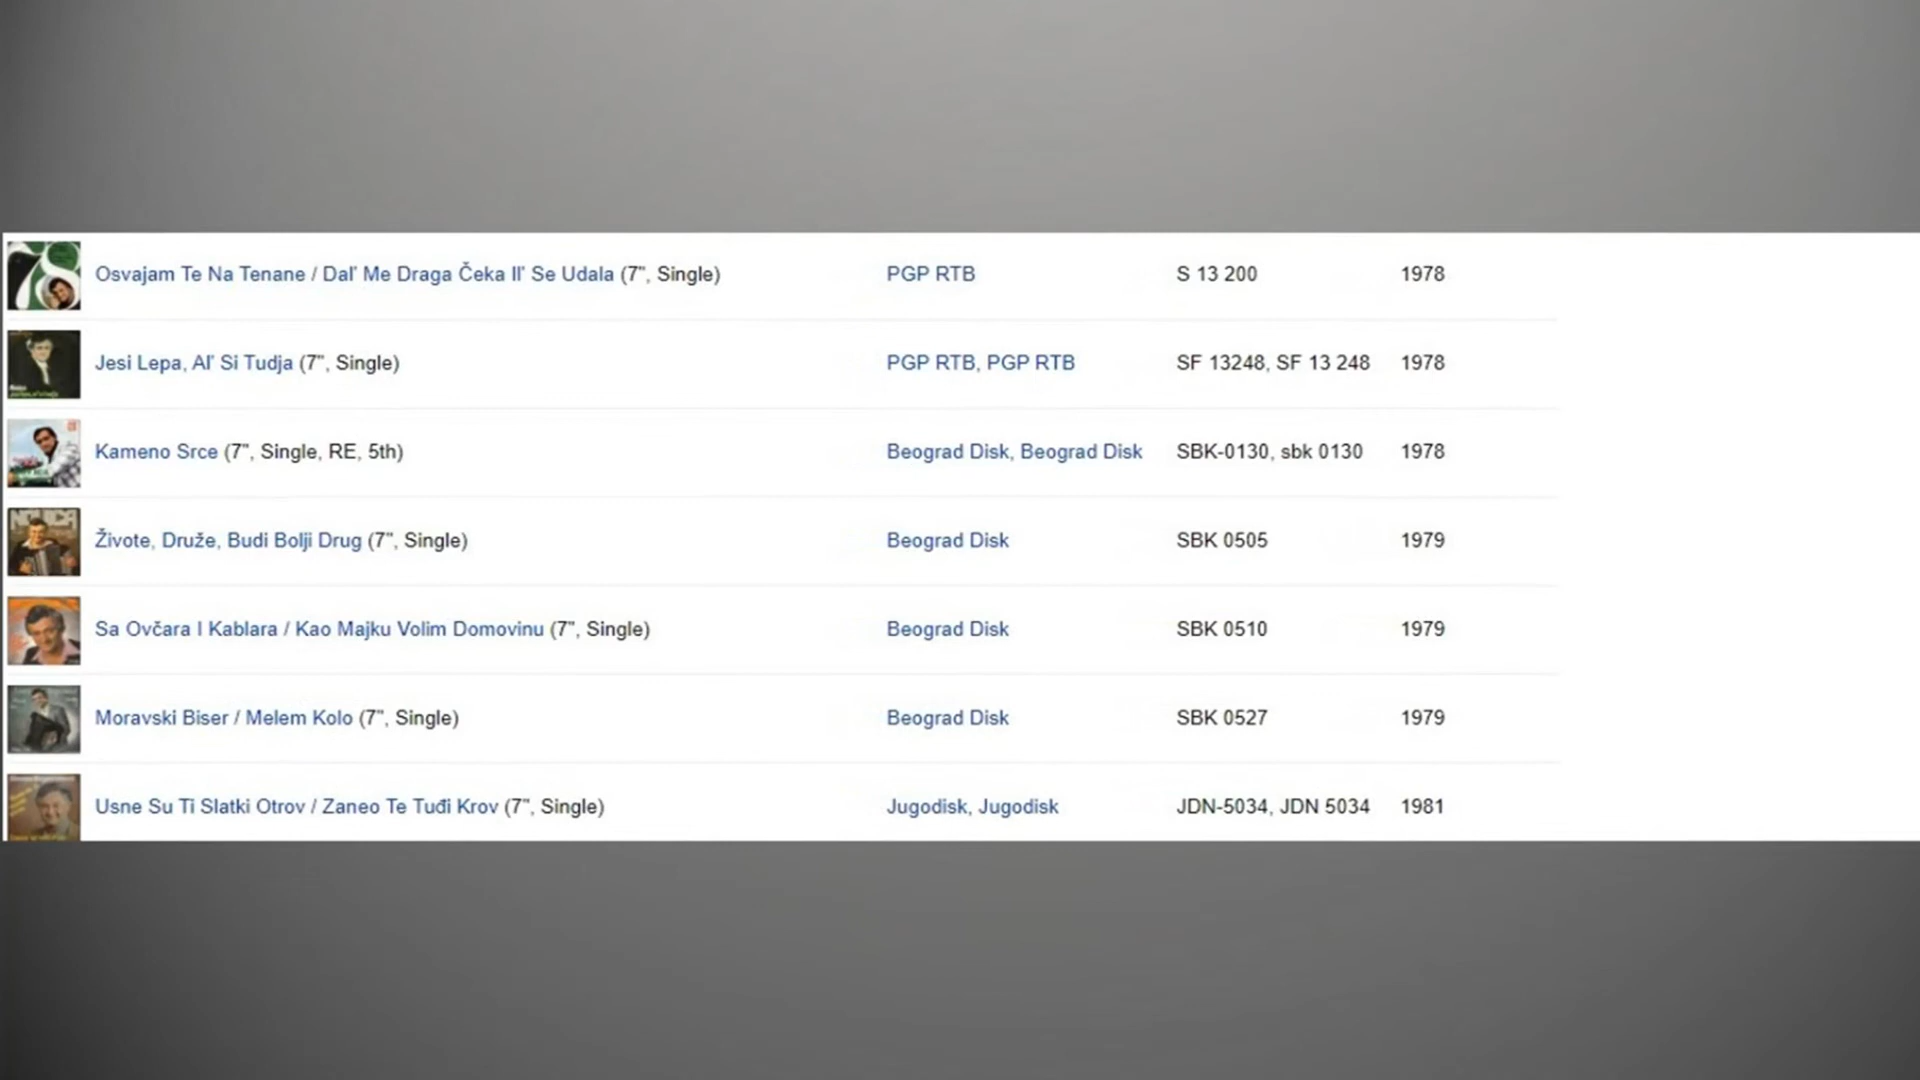 Osvajam Te Na Tenane / Dal' Me Draga Čeka Il' Se Udala (7", Single) PGP RTB S 13 200 1978
Jesi Lepa, Al' Si Tudja (7", Single) PGP RTB, PGP RTB SF 13248, SF 13 248 1978
Kameno Srce (7", Single, RE, 5th) Beograd Disk, Beograd Disk SBK-0130, sbk 0130 1978
Živote, Druže, Budi Bolji Drug (7", Single) Beograd Disk SBK 0505 1979
Sa Ovčara I Kablara / Kao Majku Volim Domovinu (7", Single) Beograd Disk SBK 0510 1979
Moravski Biser / Melem Kolo (7", Single) Beograd Disk SBK 0527 1979
Usne Su Ti Slatki Otrov / Zaneo Te Tuđi Krov (7", Single) Jugodisk, Jugodisk JDN-5034, JDN 5034 1981